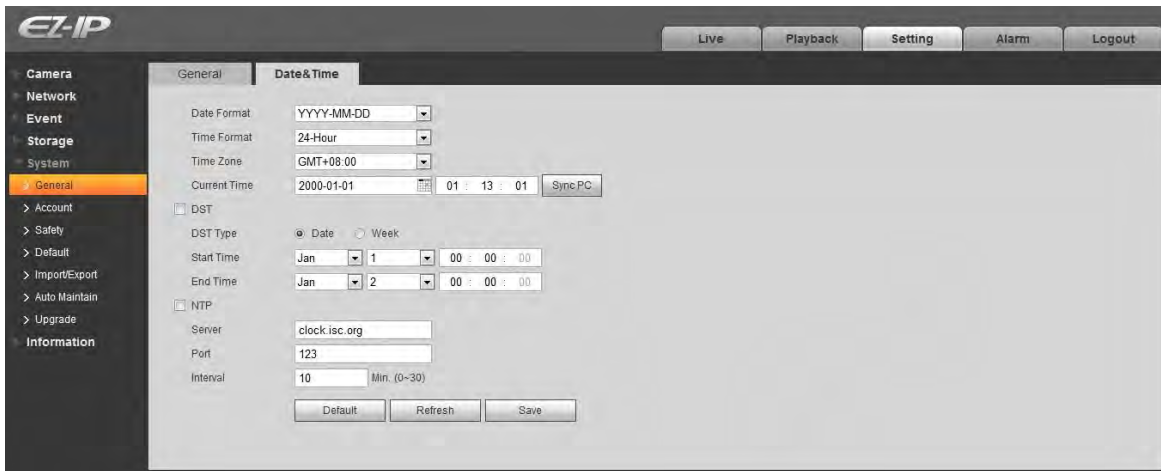 EZ-IP
Live Playback Setting Alarm Logout
Camera
Network
Event
Storage
System
General
Account
Safety
Default
Import/Export
Auto Maintain
Upgrade
Information
General Date&Time
Date Format YYYY-MM-DD
Time Format 24-Hour
Time Zone GMT+08:00
Current Time 2000-01-01 01 : 13 : 01 Sync PC
DST
DST Type Date Week
Start Time Jan 1 00 : 00 : 00
End Time Jan 2 00 : 00 : 00
NTP
Server clock.isc.org
Port 123
Interval 10 Min. (0~30)
Default Refresh Save